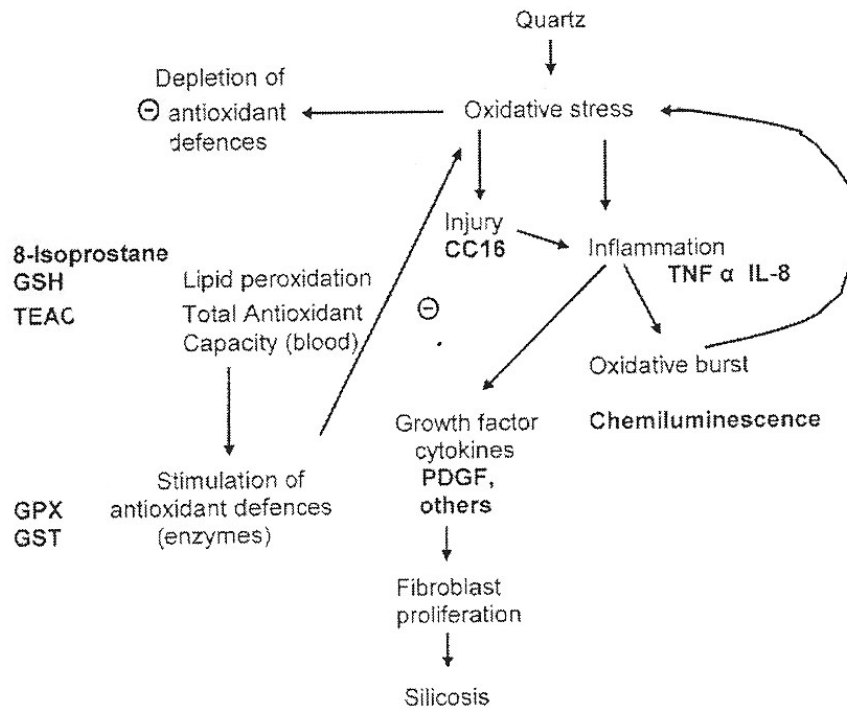 Quartz
Depletion of
⊖ antioxidant
defences
Oxidative stress
Injury
CC16
Inflammation
TNF α IL-8
8-Isoprostane
GSH
Lipid peroxidation
TEAC
Total Antioxidant
Capacity (blood)
⊖
Oxidative burst
Chemiluminescence
Growth factor
cytokines
PDGF,
others
Stimulation of
GPX
antioxidant defences
GST
(enzymes)
Fibroblast
proliferation
Silicosis